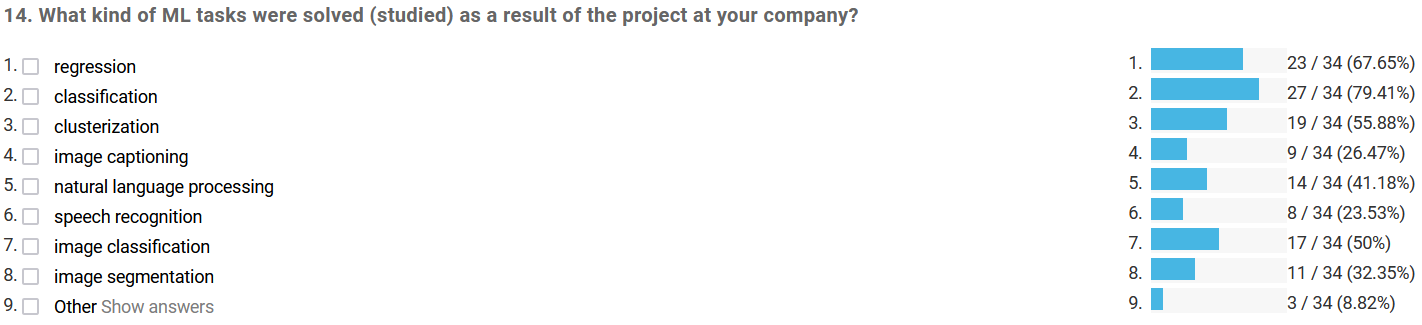 14. What kind of ML tasks were solved (studied) as a result of the project at your company?
1. regression 1. 23 / 34 (67.65%)
2. classification 2. 27 / 34 (79.41%)
3. clusterization 3. 19 / 34 (55.88%)
4. image captioning 4. 9 / 34 (26.47%)
5. natural language processing 5. 14 / 34 (41.18%)
6. speech recognition 6. 8 / 34 (23.53%)
7. image classification 7. 17 / 34 (50%)
8. image segmentation 8. 11 / 34 (32.35%)
9. Other Show answers 9. 3 / 34 (8.82%)